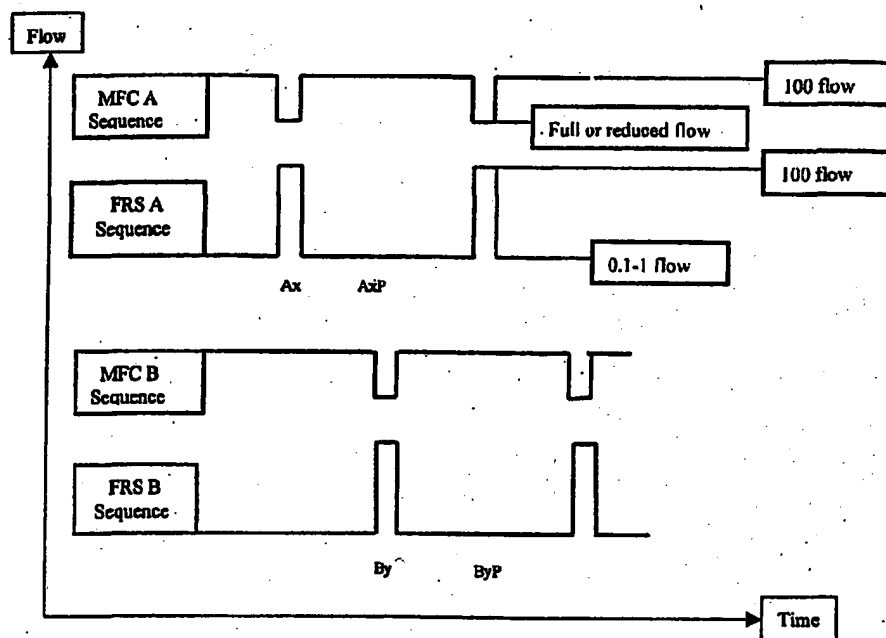 Flow
MFC A
Sequence
100 flow
Full or reduced flow
FRS A
Sequence
100 flow
0.1-1 flow
Ax AxP
MFC B
Sequence
FRS B
Sequence
By ByP
Time